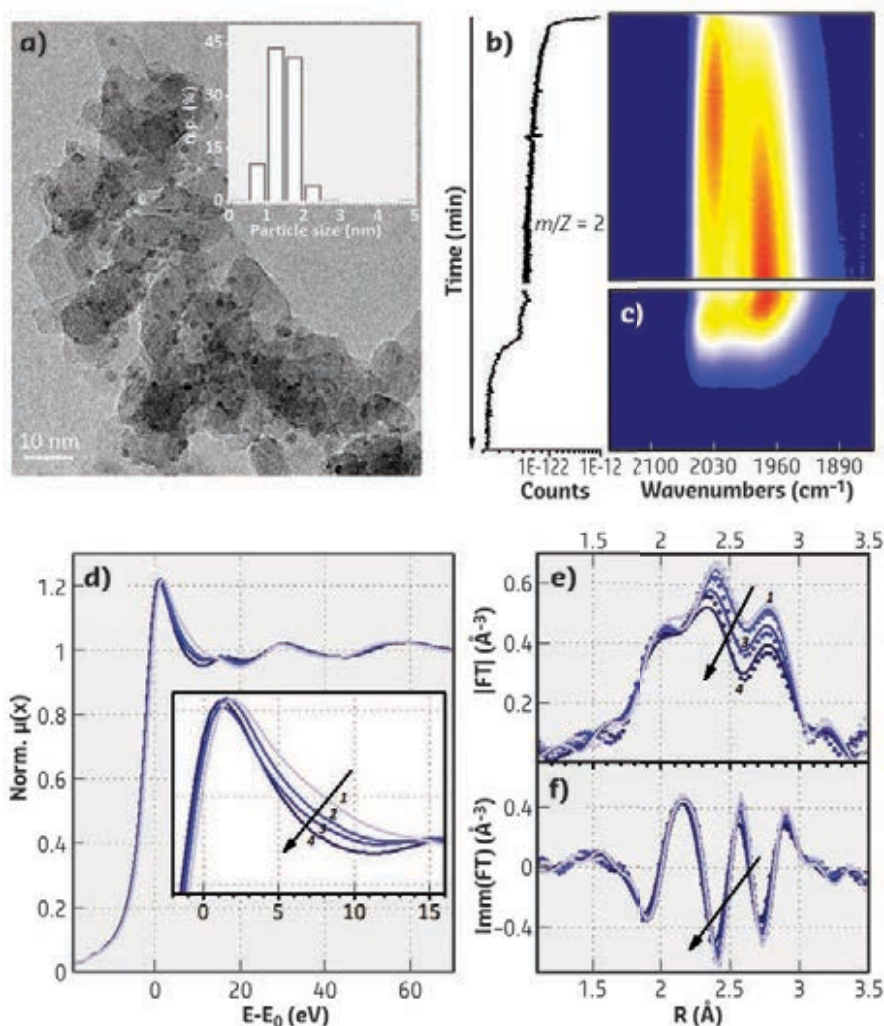 a)
45
30
15
0
n.p. (%)
0 1 2 3 4 5
Particle size (nm)
10 nm
Time (min)
b)
m/Z = 2
c)
1E-122 1E-12
Counts
2100 2030 1960 1890
Wavenumbers (cm⁻¹)
d)
1.2
1
0.8
0.6
0.4
0.2
0
Norm. μ(x)
1
2
3
4
0 5 10 15
0 20 40 60
E-E₀ (eV)
1.5 2 2.5 3 3.5
e)
0.6
0.4
0.2
|FT| (Å⁻³)
1
3
4
f)
0.4
0
−0.4
Imm(FT) (Å⁻³)
1.5 2 2.5 3 3.5
R (Å)